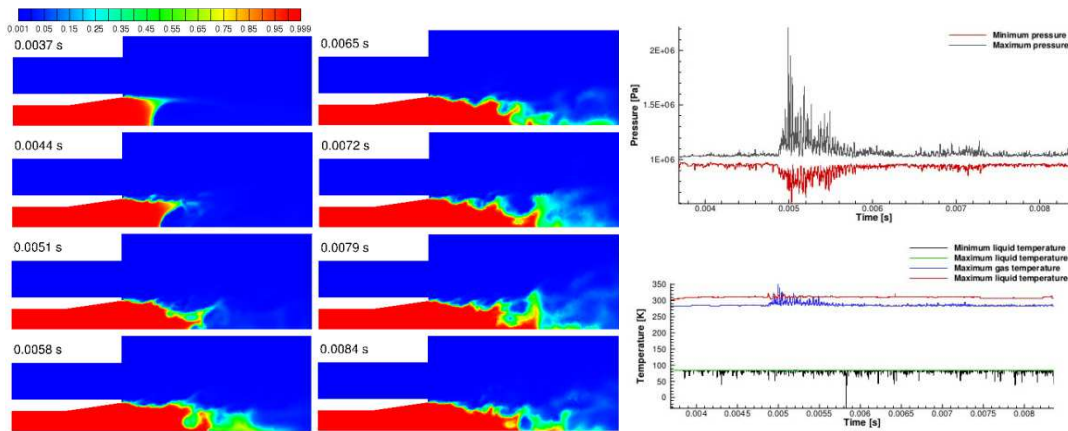 0.001 0.05 0.15 0.25 0.35 0.45 0.55 0.65 0.75 0.85 0.95 0.999
0.0037 s
0.0044 s
0.0051 s
0.0058 s
0.0065 s
0.0072 s
0.0079 s
0.0084 s
Minimum pressure
Maximum pressure
2E+06
1.5E+06
1E+06
Pressure [Pa]
0.004 0.005 0.006 0.007 0.008
Time [s]
Minimum liquid temperature
Maximum liquid temperature
Maximum gas temperature
Maximum liquid temperature
350
300
250
200
150
100
50
0
Temperature [K]
0.004 0.0045 0.005 0.0055 0.006 0.0065 0.007 0.0075 0.008
Time [s]